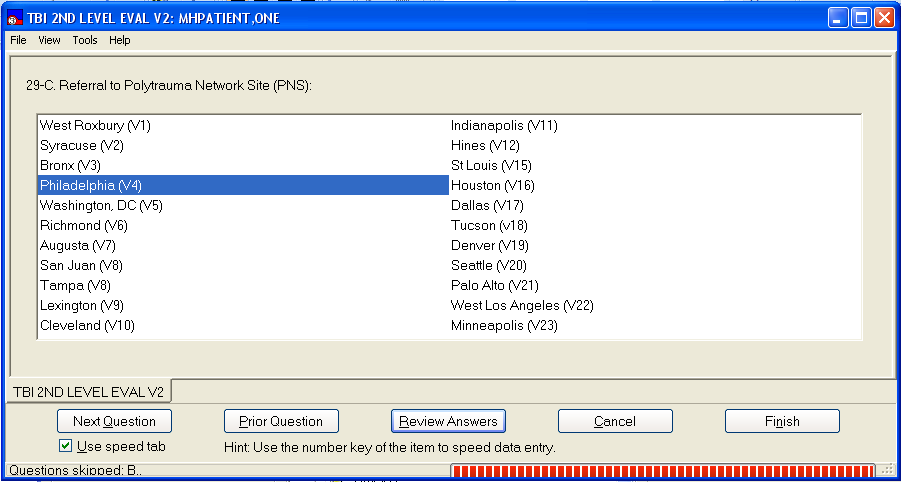 TBI 2ND LEVEL EVAL V2: MHPATIENT,ONE
File View Tools Help
29-C. Referral to Polytrauma Network Site (PNS):
West Roxbury (V1)
Syracuse (V2)
Bronx (V3)
Philadelphia (V4)
Washington, DC (V5)
Richmond (V6)
Augusta (V7)
San Juan (V8)
Tampa (V8)
Lexington (V9)
Cleveland (V10)
Indianapolis (V11)
Hines (V12)
St Louis (V15)
Houston (V16)
Dallas (V17)
Tucson (v18)
Denver (V19)
Seattle (V20)
Palo Alto (V21)
West Los Angeles (V22)
Minneapolis (V23)
TBI 2ND LEVEL EVAL V2
Next Question Prior Question Review Answers Cancel Finish
Use speed tab Hint: Use the number key of the item to speed data entry.
Questions skipped: B..